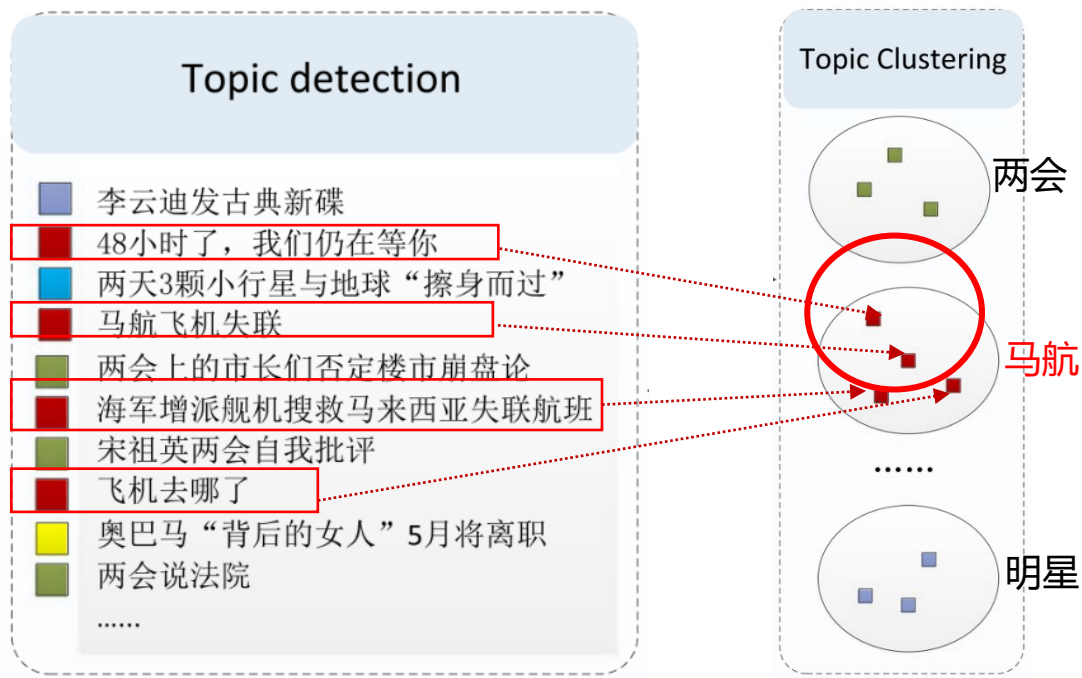 Topic detection
李云迪发古典新碟
48小时了，我们仍在等你
两天3颗小行星与地球“擦身而过”
马航飞机失联
两会上的市长们否定楼市崩盘论
海军增派舰机搜救马来西亚失联航班
宋祖英两会自我批评
飞机去哪了
奥巴马“背后的女人”5月将离职
两会说法院
……
Topic Clustering
两会
马航
……
明星